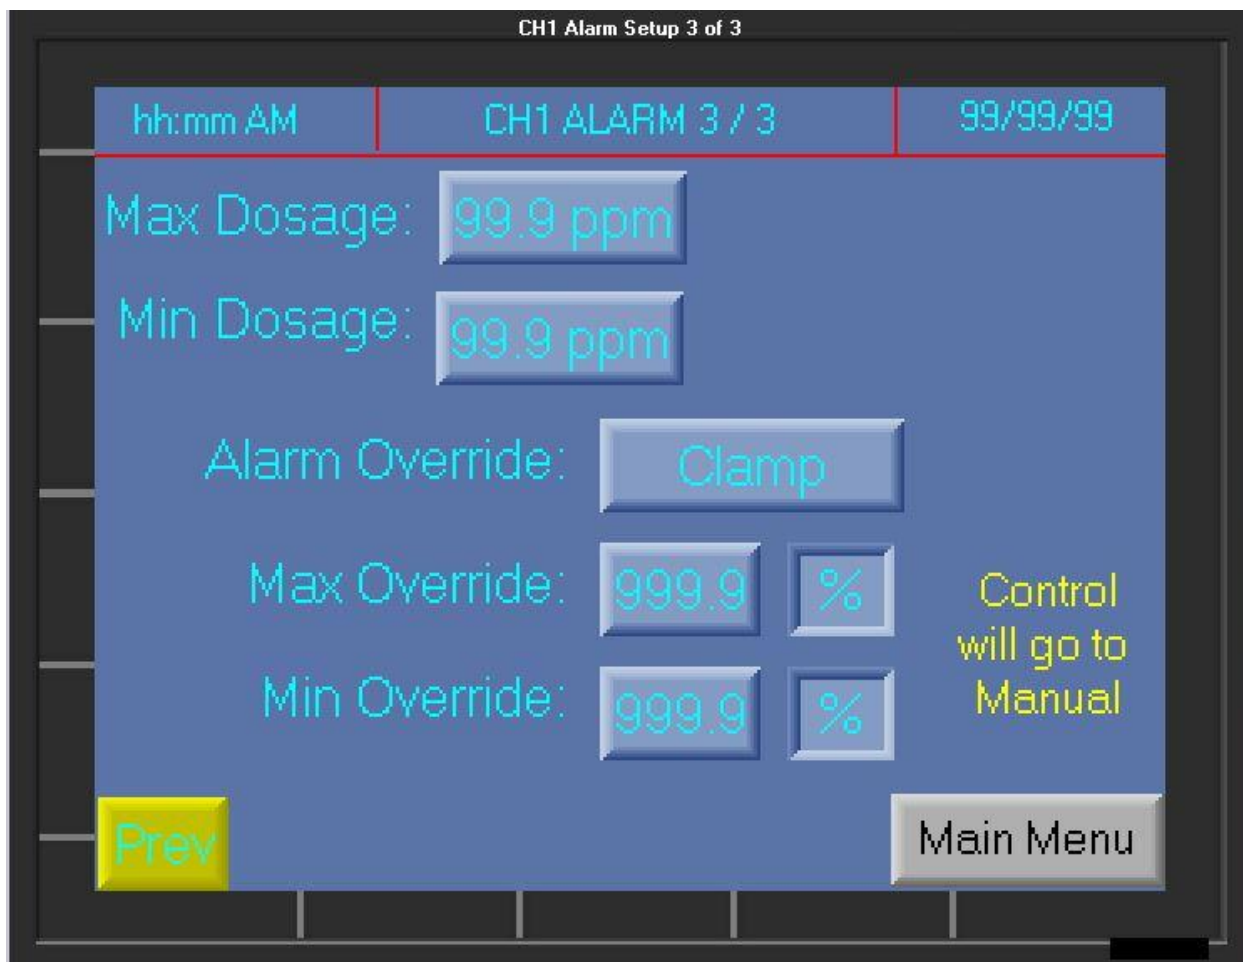 CH1 Alarm Setup 3 of 3
hh:mm AM CH1 ALARM 3 / 3 99/99/99
Max Dosage: 99.9 ppm
Min Dosage: 99.9 ppm
Alarm Override: Clamp
Max Override: 999.9 %
Min Override: 999.9 %
Control
will go to
Manual
Prev Main Menu